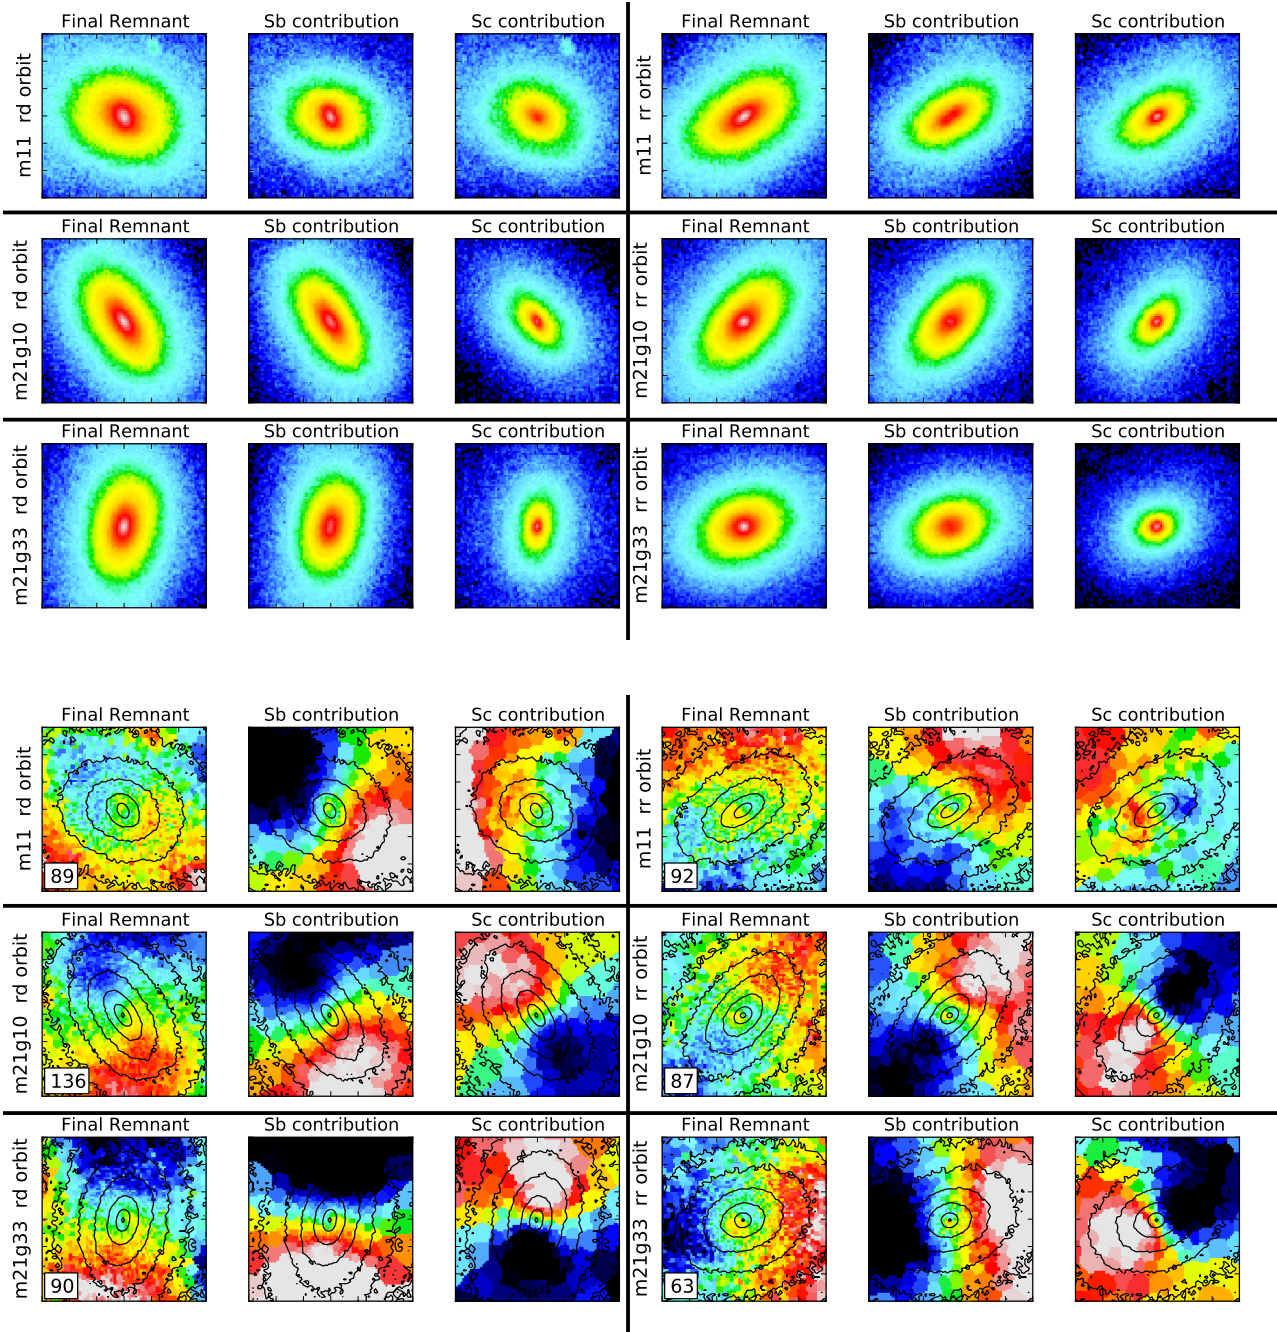 Final Remnant Sb contribution Sc contribution Final Remnant Sb contribution Sc contribution
m11 rd orbit
m11 rr orbit
Final Remnant Sb contribution Sc contribution Final Remnant Sb contribution Sc contribution
m21g10 rd orbit
m21g10 rr orbit
Final Remnant Sb contribution Sc contribution Final Remnant Sb contribution Sc contribution
m21g33 rd orbit
m21g33 rr orbit
Final Remnant Sb contribution Sc contribution Final Remnant Sb contribution Sc contribution
m11 rd orbit
89
m11 rr orbit
92
Final Remnant Sb contribution Sc contribution Final Remnant Sb contribution Sc contribution
m21g10 rd orbit
136
m21g10 rr orbit
87
Final Remnant Sb contribution Sc contribution Final Remnant Sb contribution Sc contribution
m21g33 rd orbit
90
m21g33 rr orbit
63